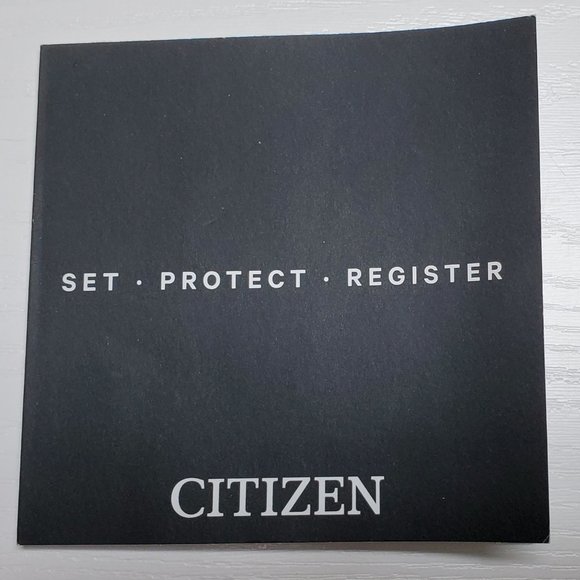 SET · PROTECT · REGISTER
CITIZEN